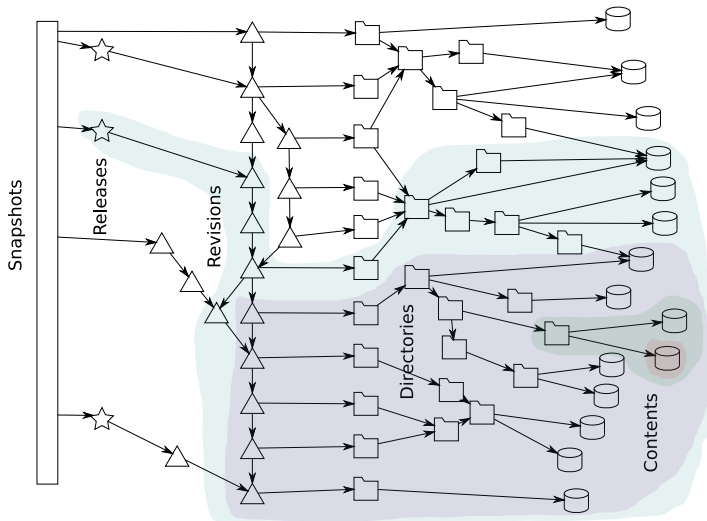 Snapshots
Releases
Revisions
Directories
Contents